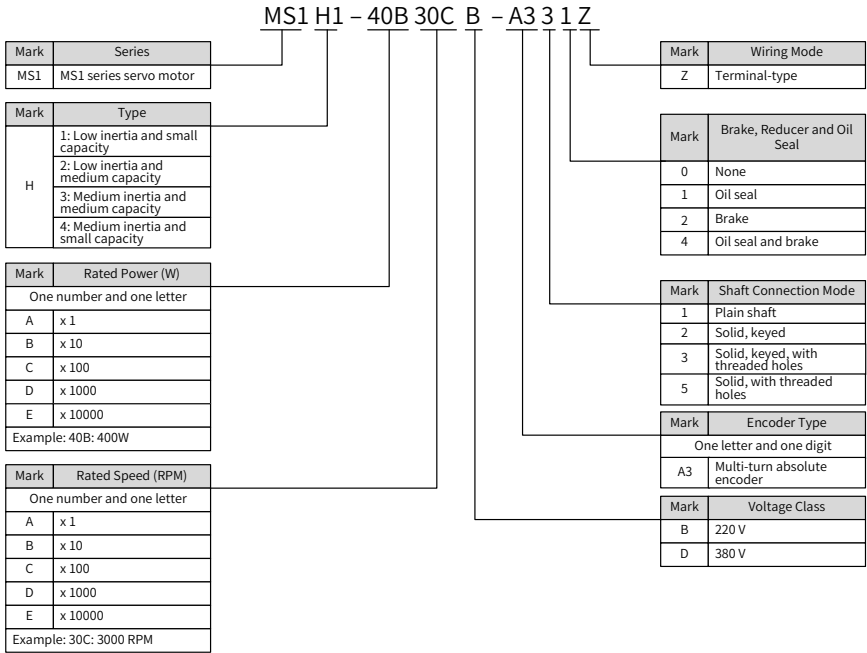 MS1 H1 – 40B 30C B – A3 3 1 Z
Mark Series
MS1 MS1 series servo motor
Mark Type
H
1: Low inertia and small
capacity
2: Low inertia and
medium capacity
3: Medium inertia and
medium capacity
4: Medium inertia and
small capacity
Mark Rated Power (W)
One number and one letter
A x 1
B x 10
C x 100
D x 1000
E x 10000
Example: 40B: 400W
Mark Rated Speed (RPM)
One number and one letter
A x 1
B x 10
C x 100
D x 1000
E x 10000
Example: 30C: 3000 RPM
Mark Wiring Mode
Z Terminal-type
Mark Brake, Reducer and Oil
Seal
0 None
1 Oil seal
2 Brake
4 Oil seal and brake
Mark Shaft Connection Mode
1 Plain shaft
2 Solid, keyed
3 Solid, keyed, with
threaded holes
5 Solid, with threaded
holes
Mark Encoder Type
One letter and one digit
A3 Multi-turn absolute
encoder
Mark Voltage Class
B 220 V
D 380 V